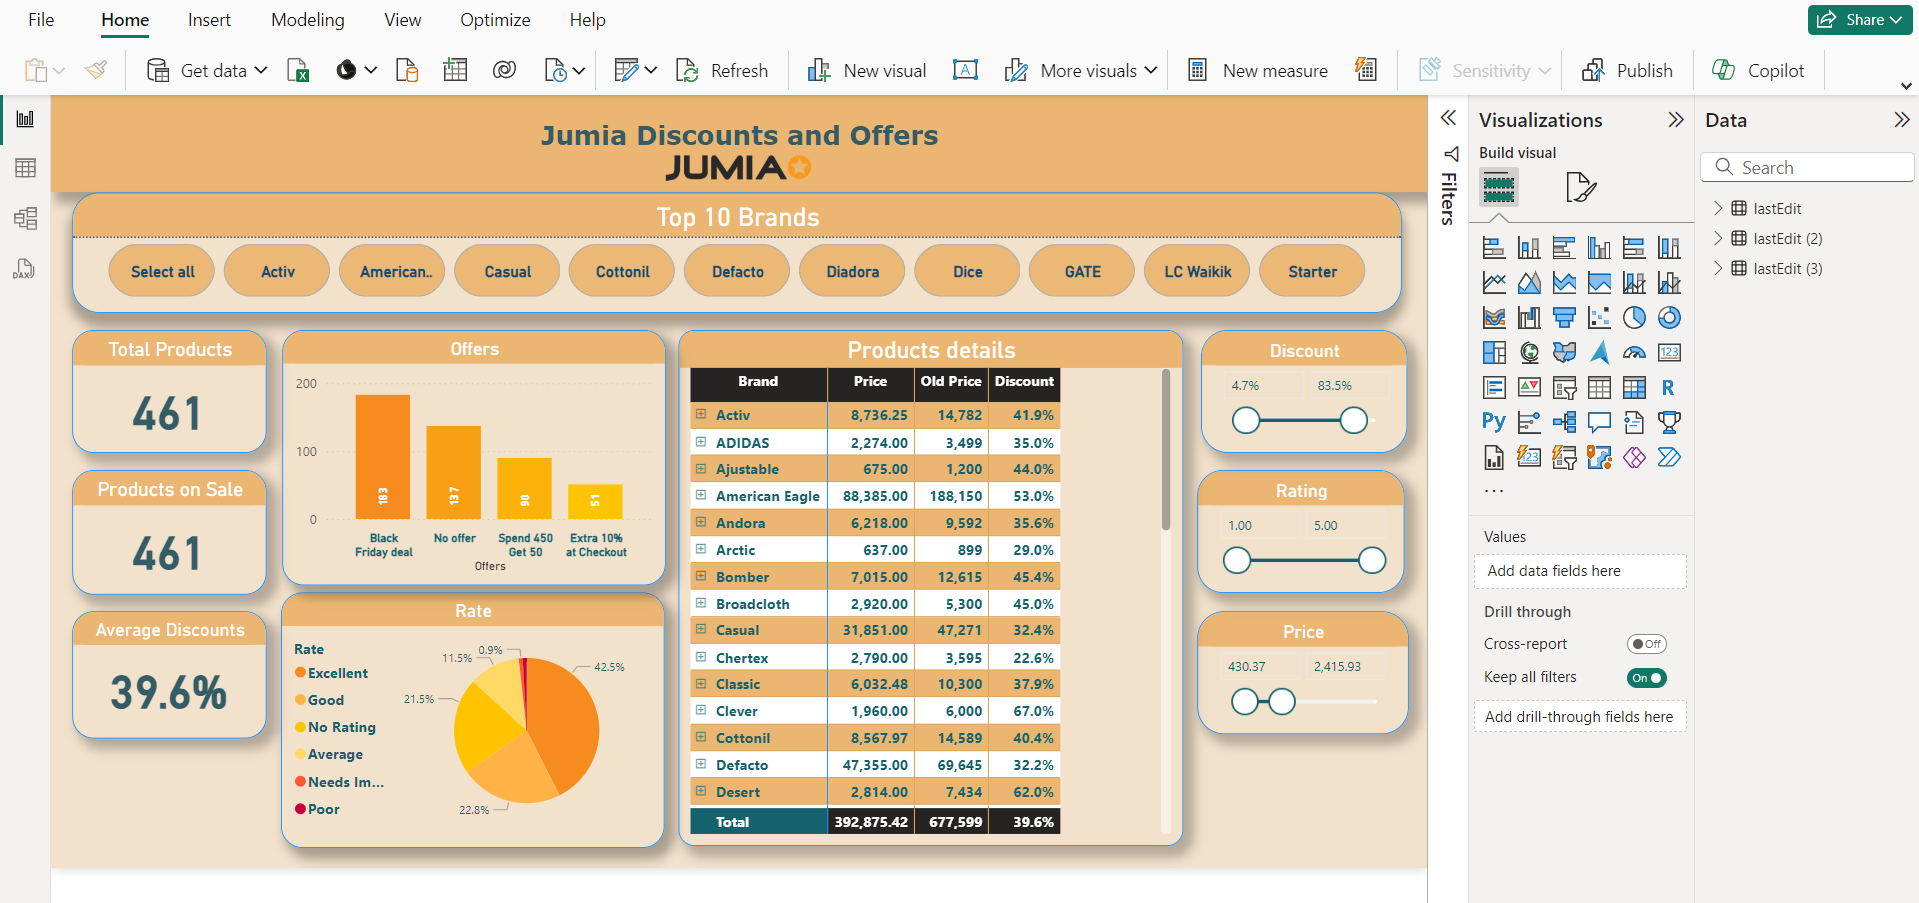 File Home Insert Modeling View Optimize Help Share
Get data Refresh New visual More visuals New measure Sensitivity Publish Copilot
Jumia Discounts and Offers
JUMIA
Top 10 Brands
Select all Activ American.. Casual Cottonil Defacto Diadora Dice GATE LC Waikik Starter
Total Products
461
Products on Sale
461
Average Discounts
39.6%
Offers
200
100
0
183 137 90 51
Black Friday deal No offer Spend 450 Get 50 Extra 10% at Checkout
Offers
Rate
Rate
Excellent
Good
No Rating
Average
Needs Im...
Poor
0.9%
11.5%
42.5%
21.5%
22.8%
Products details
Brand Price Old Price Discount
Activ 8,736.25 14,782 41.9%
ADIDAS 2,274.00 3,499 35.0%
Ajustable 675.00 1,200 44.0%
American Eagle 88,385.00 188,150 53.0%
Andora 6,218.00 9,592 35.6%
Arctic 637.00 899 29.0%
Bomber 7,015.00 12,615 45.4%
Broadcloth 2,920.00 5,300 45.0%
Casual 31,851.00 47,271 32.4%
Chertex 2,790.00 3,595 22.6%
Classic 6,032.48 10,300 37.9%
Clever 1,960.00 6,000 67.0%
Cottonil 8,567.97 14,589 40.4%
Defacto 47,355.00 69,645 32.2%
Desert 2,814.00 7,434 62.0%
Total 392,875.42 677,599 39.6%
Discount
4.7% 83.5%
Rating
1.00 5.00
Price
430.37 2,415.93
Filters
Visualizations
Build visual
123
R
Py
123
...
Values
Add data fields here
Drill through
Cross-report Off
Keep all filters On
Add drill-through fields here
Data
Search
lastEdit
lastEdit (2)
lastEdit (3)
DAX